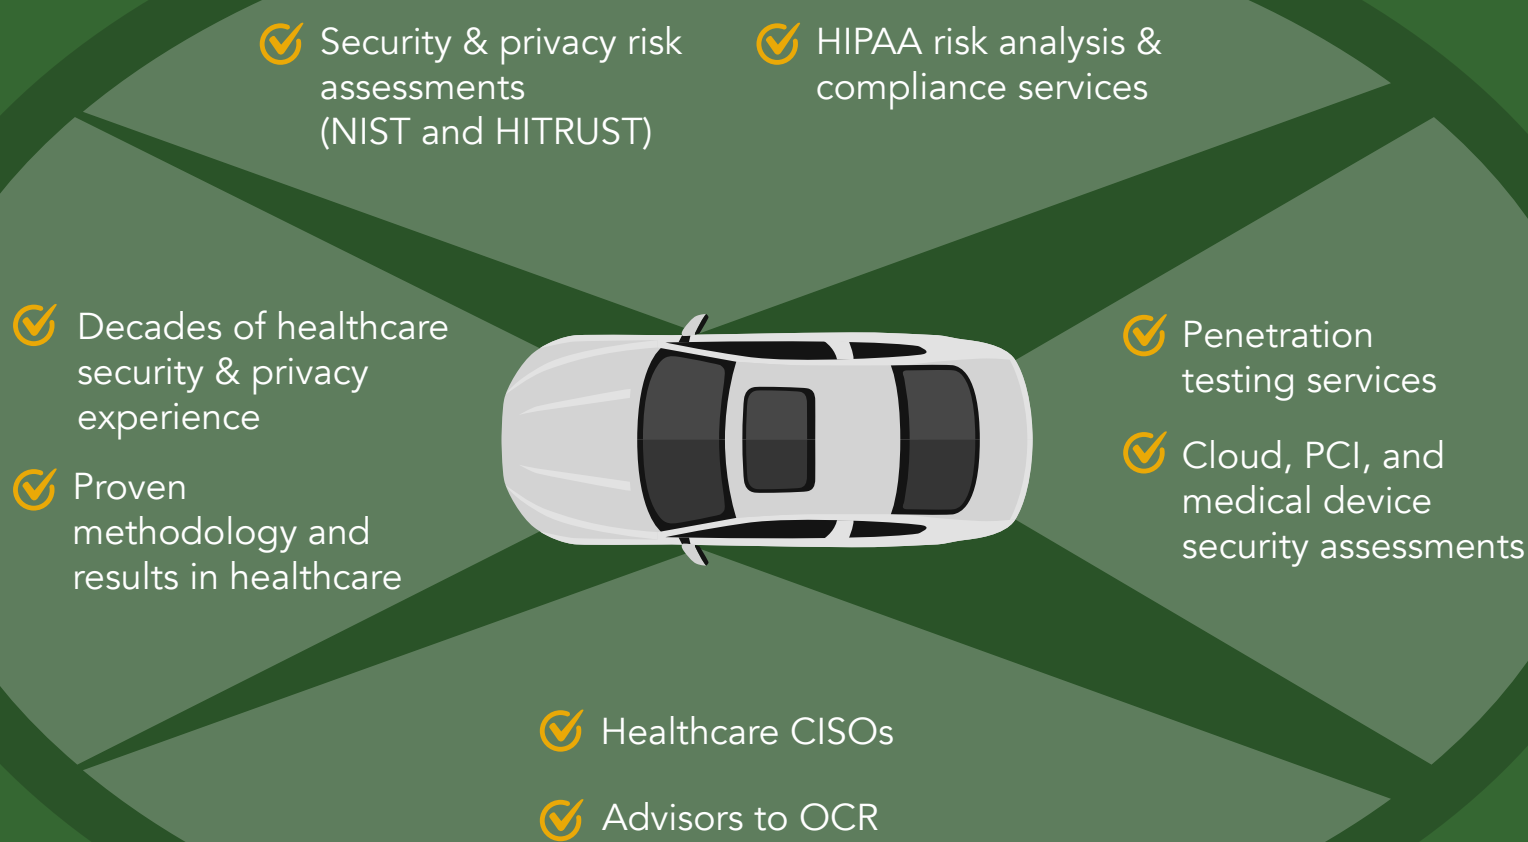 Security & privacy risk
assessments
(NIST and HITRUST)
HIPAA risk analysis &
compliance services
Decades of healthcare
security & privacy
experience
Proven
methodology and
results in healthcare
Penetration
testing services
Cloud, PCI, and
medical device
security assessments
Healthcare CISOs
Advisors to OCR